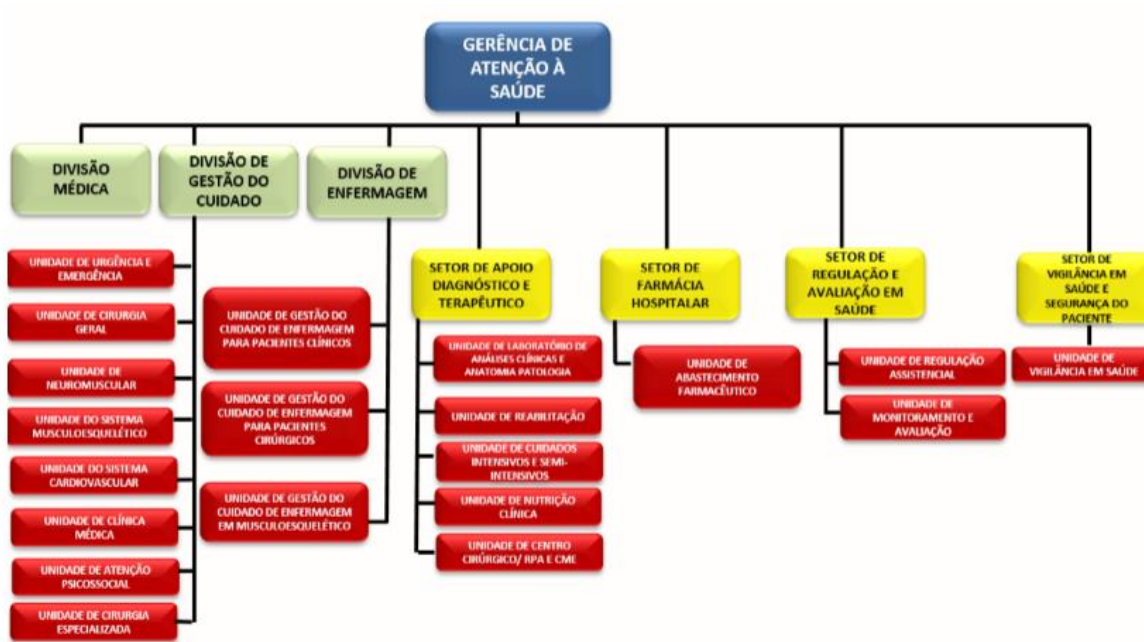 GERÊNCIA DE
ATENÇÃO À
SAÚDE
DIVISÃO
MÉDICA
DIVISÃO DE
GESTÃO DO
CUIDADO
DIVISÃO DE
ENFERMAGEM
UNIDADE DE URGÊNCIA E
EMERGÊNCIA
UNIDADE DE CIRURGIA
GERAL
UNIDADE DE
NEUROMUSCULAR
UNIDADE DO SISTEMA
MUSCULOESQUELÉTICO
UNIDADE DO SISTEMA
CARDIOVASCULAR
UNIDADE DE CLÍNICA
MÉDICA
UNIDADE DE ATENÇÃO
PSICOSSOCIAL
UNIDADE DE CIRURGIA
ESPECIALIZADA
UNIDADE DE GESTÃO DO
CUIDADO DE ENFERMAGEM
PARA PACIENTES CLÍNICOS
UNIDADE DE GESTÃO DO
CUIDADO DE ENFERMAGEM
PARA PACIENTES
CIRÚRGICOS
UNIDADE DE GESTÃO DO
CUIDADO DE ENFERMAGEM
EM MUSCULOESQUELÉTICO
SETOR DE APOIO
DIAGNÓSTICO E
TERAPÊUTICO
UNIDADE DE LABORATÓRIO DE
ANÁLISES CLÍNICAS E
ANATOMIA PATOLOGIA
UNIDADE DE REABILITAÇÃO
UNIDADE DE CUIDADOS
INTENSIVOS E SEMI-
INTENSIVOS
UNIDADE DE NUTRIÇÃO
CLÍNICA
UNIDADE DE CENTRO
CIRÚRGICO/ RPA E CME
SETOR DE
FARMÁCIA
HOSPITALAR
UNIDADE DE
ABASTECIMENTO
FARMACÊUTICO
SETOR DE
REGULAÇÃO E
AVALIAÇÃO EM
SAÚDE
UNIDADE DE REGULAÇÃO
ASSISTENCIAL
UNIDADE DE
MONITORAMENTO E
AVALIAÇÃO
SETOR DE
VIGILÂNCIA EM
SAÚDE E
SEGURANÇA DO
PACIENTE
UNIDADE DE
VIGILÂNCIA EM SAÚDE